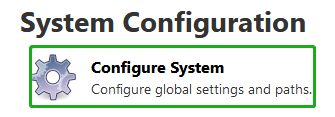 System Configuration
Configure System
Configure global settings and paths.